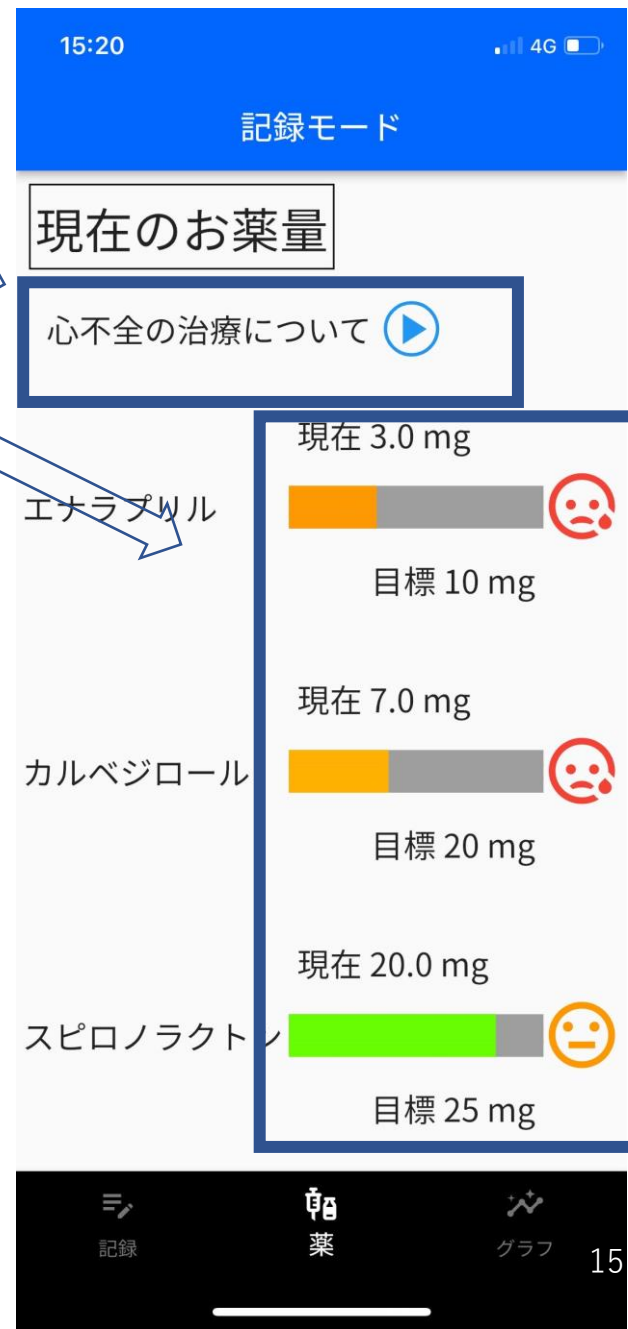 15:20 4G
記録モード
現在のお薬量
心不全の治療について
現在 3.0 mg
エナラプリル
目標 10 mg
現在 7.0 mg
カルベジロール
目標 20 mg
現在 20.0 mg
スピロノラクトン
目標 25 mg
記録 薬 グラフ
15